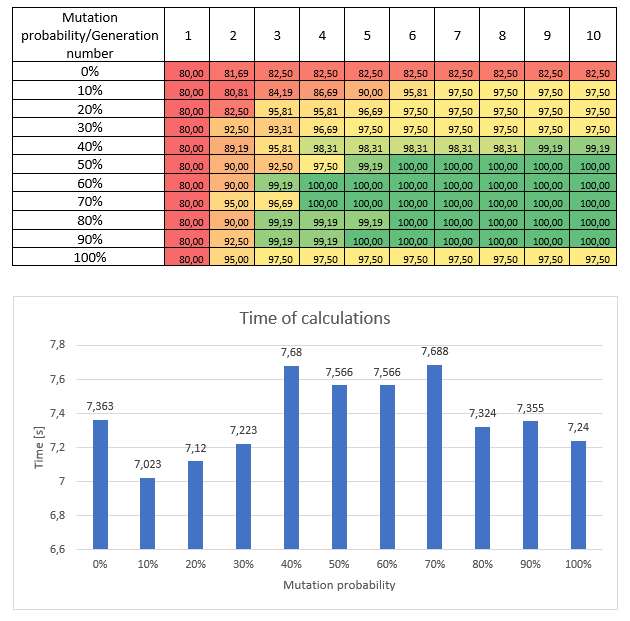 Mutation
probability/Generation
number
1 2 3 4 5 6 7 8 9 10
0% 80,00 81,69 82,50 82,50 82,50 82,50 82,50 82,50 82,50 82,50
10% 80,00 80,81 84,19 86,69 90,00 95,81 97,50 97,50 97,50 97,50
20% 80,00 82,50 95,81 95,81 96,69 97,50 97,50 97,50 97,50 97,50
30% 80,00 92,50 93,31 96,69 97,50 97,50 97,50 97,50 97,50 97,50
40% 80,00 89,19 95,81 98,31 98,31 98,31 98,31 98,31 99,19 99,19
50% 80,00 90,00 92,50 97,50 99,19 100,00 100,00 100,00 100,00 100,00
60% 80,00 90,00 99,19 100,00 100,00 100,00 100,00 100,00 100,00 100,00
70% 80,00 95,00 96,69 100,00 100,00 100,00 100,00 100,00 100,00 100,00
80% 80,00 90,00 99,19 99,19 99,19 100,00 100,00 100,00 100,00 100,00
90% 80,00 92,50 99,19 99,19 100,00 100,00 100,00 100,00 100,00 100,00
100% 80,00 95,00 97,50 97,50 97,50 97,50 97,50 97,50 97,50 97,50
Time of calculations
Time [s]
7,8
7,6
7,4
7,2
7
6,8
6,6
7,363 7,023 7,12 7,223 7,68 7,566 7,566 7,688 7,324 7,355 7,24
0% 10% 20% 30% 40% 50% 60% 70% 80% 90% 100%
Mutation probability